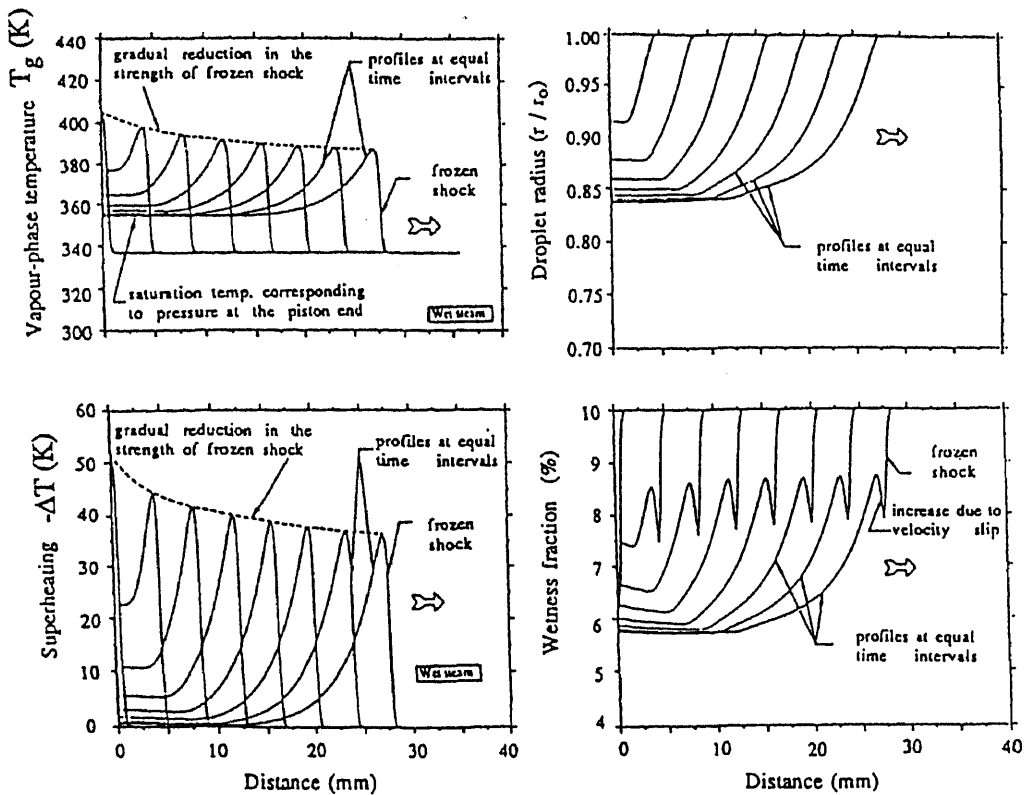 Vapour-phase temperature Tg (K)
440
420
400
380
360
340
320
300
gradual reduction in the
strength of frozen shock
profiles at equal
time intervals
frozen
shock
saturation temp. corresponding
to pressure at the piston end
Wet steam
Droplet radius (r / ro)
1.00
0.95
0.90
0.85
0.80
0.75
0.70
profiles at equal
time intervals
Superheating -ΔT (K)
60
50
40
30
20
10
0
gradual reduction in the
strength of frozen shock
profiles at equal
time intervals
frozen
shock
Wet steam
0 10 20 30 40
Distance (mm)
Wetness fraction (%)
10
9
8
7
6
5
4
frozen
shock
increase due to
velocity slip
profiles at equal
time intervals
0 10 20 30 40
Distance (mm)